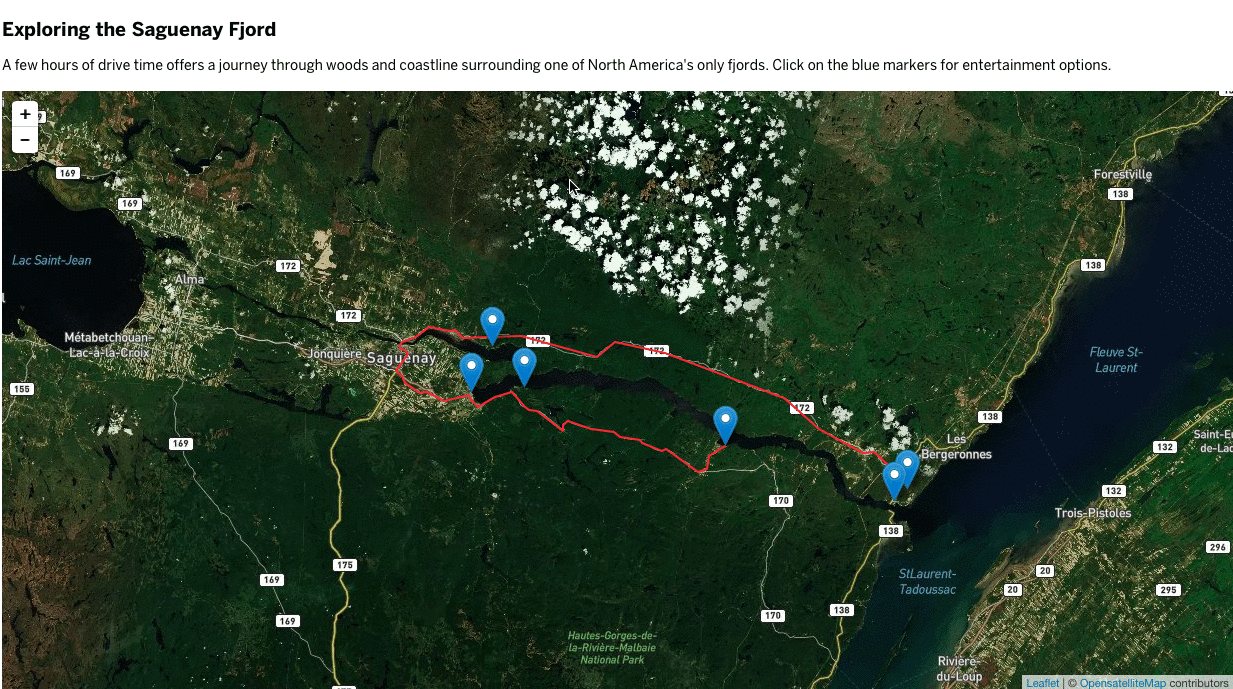 Exploring the Saguenay Fjord
A few hours of drive time offers a journey through woods and coastline surrounding one of North America's only fjords. Click on the blue markers for entertainment options.
+
−
169
Forestville
138
169
Lac Saint-Jean
172
138
Alma
172
172
172
Métabetchouan-
Lac-à-la-Croix
Jonquière
Saguenay
Fleuve St-
Laurent
155
172
138
169
Les
Bergeronnes
132
170
132
Trois-Pistoles
138
296
175
StLaurent-
Tadoussac
20
169
20
295
138
170
169
Hautes-Gorges-de-
la-Rivière-Malbaie
National Park
Rivière-
du-Loup
Leaflet | © OpensatelliteMap contributors